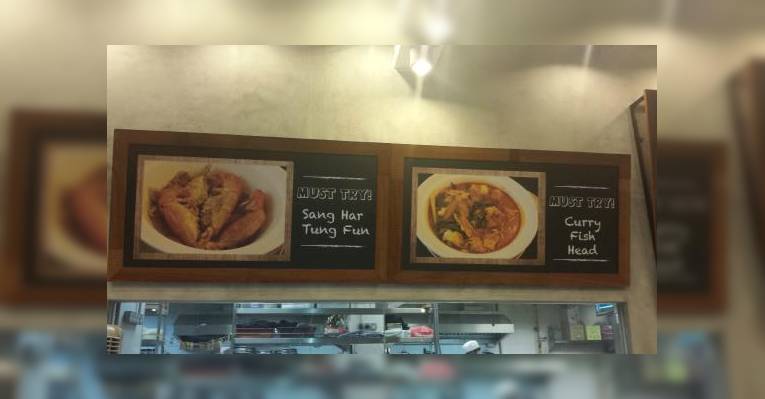 MUST TRY!
Sang Har
Tung Fun
MUST TRY!
Curry
Fish
Head